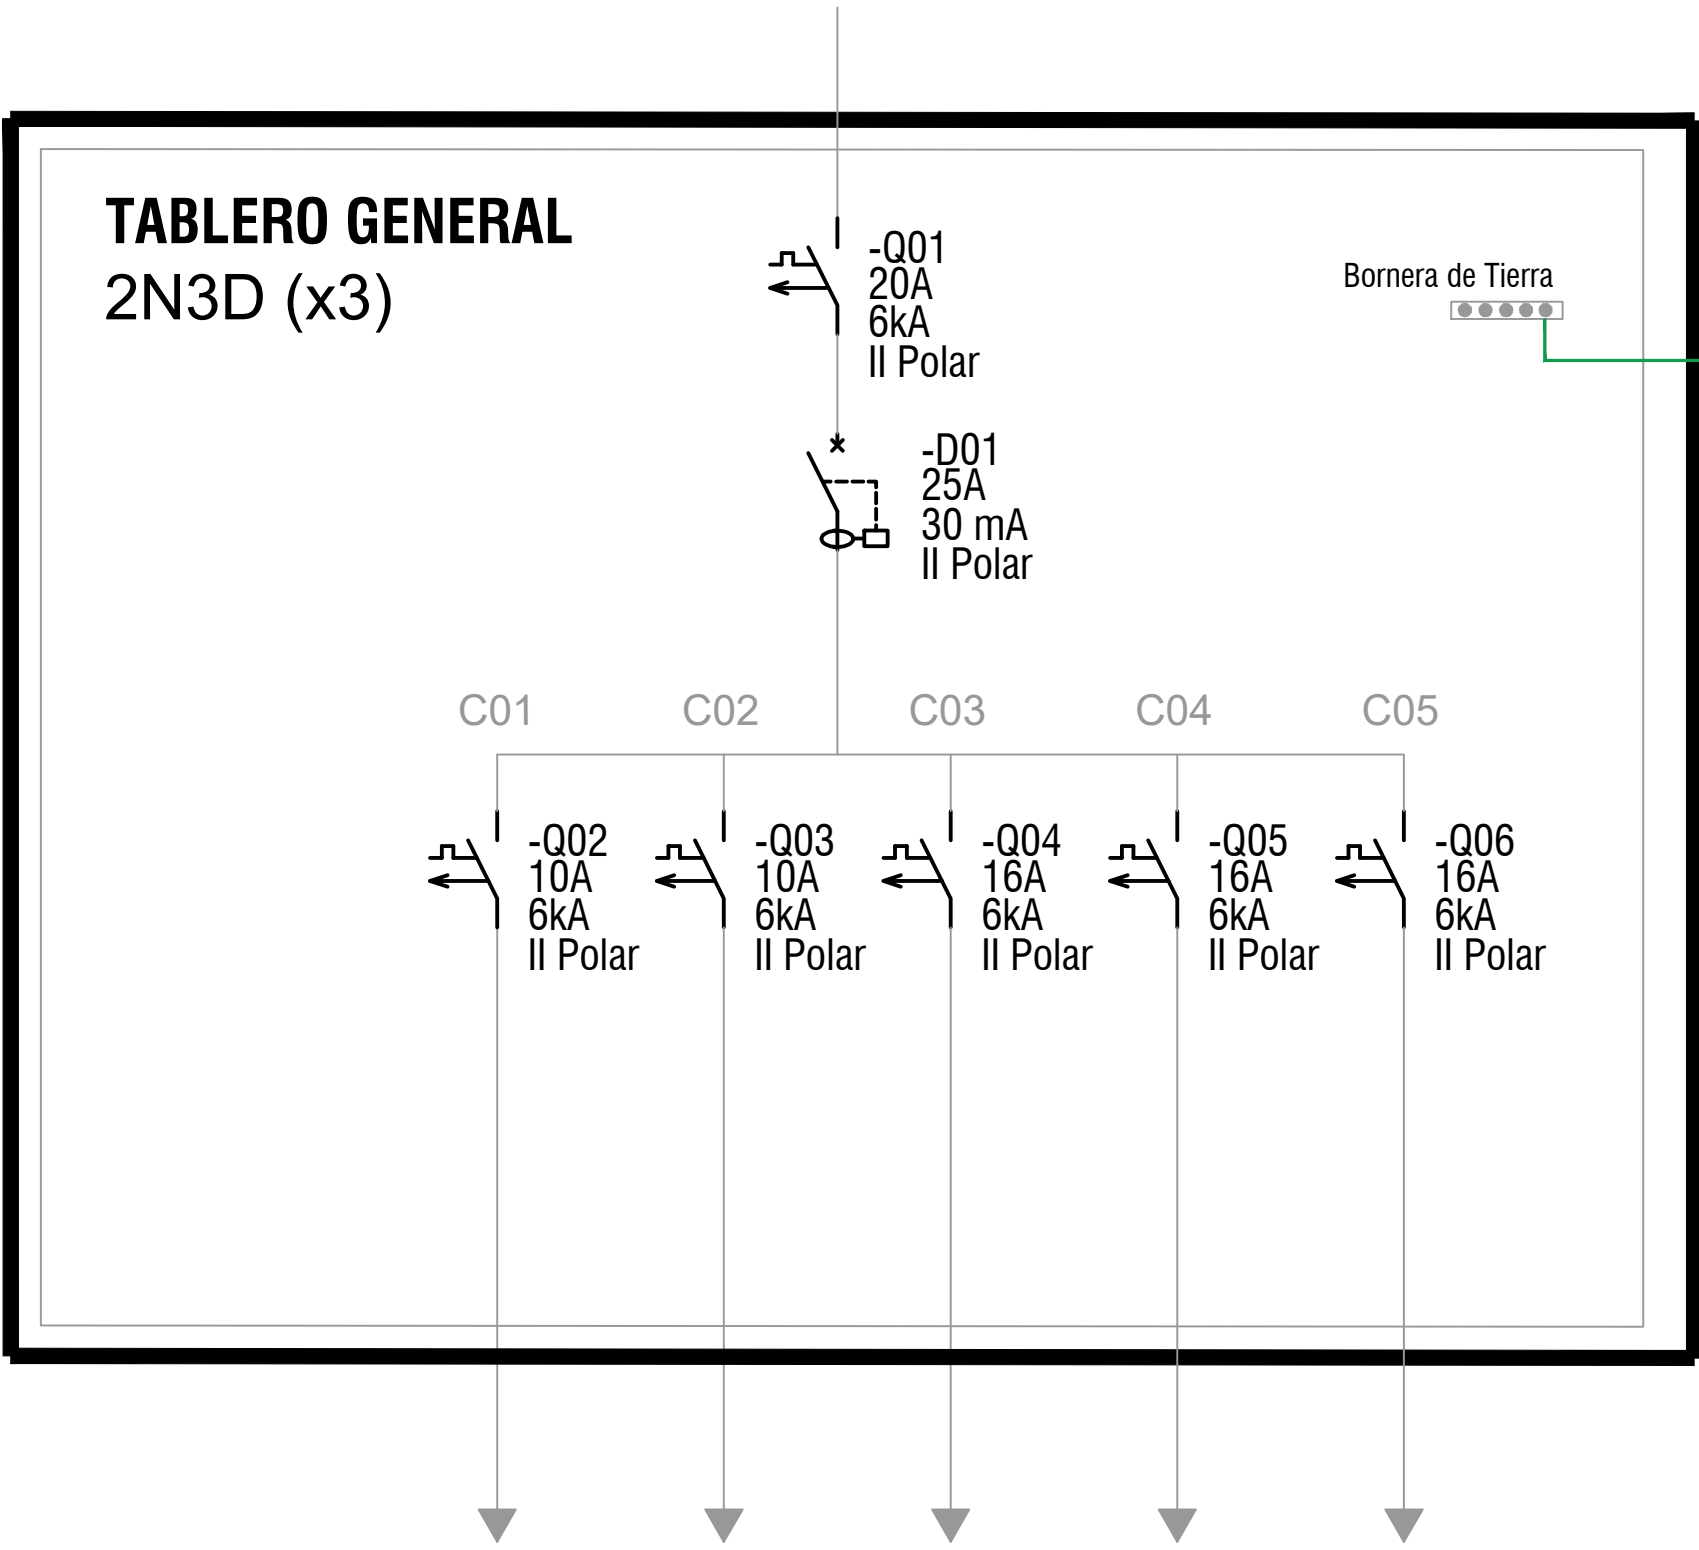 TABLERO GENERAL
2N3D (x3)
-Q01
20A
6kA
II Polar
Bornera de Tierra
-D01
25A
30 mA
II Polar
C01
C02
C03
C04
C05
-Q02
10A
6kA
II Polar
-Q03
10A
6kA
II Polar
-Q04
16A
6kA
II Polar
-Q05
16A
6kA
II Polar
-Q06
16A
6kA
II Polar